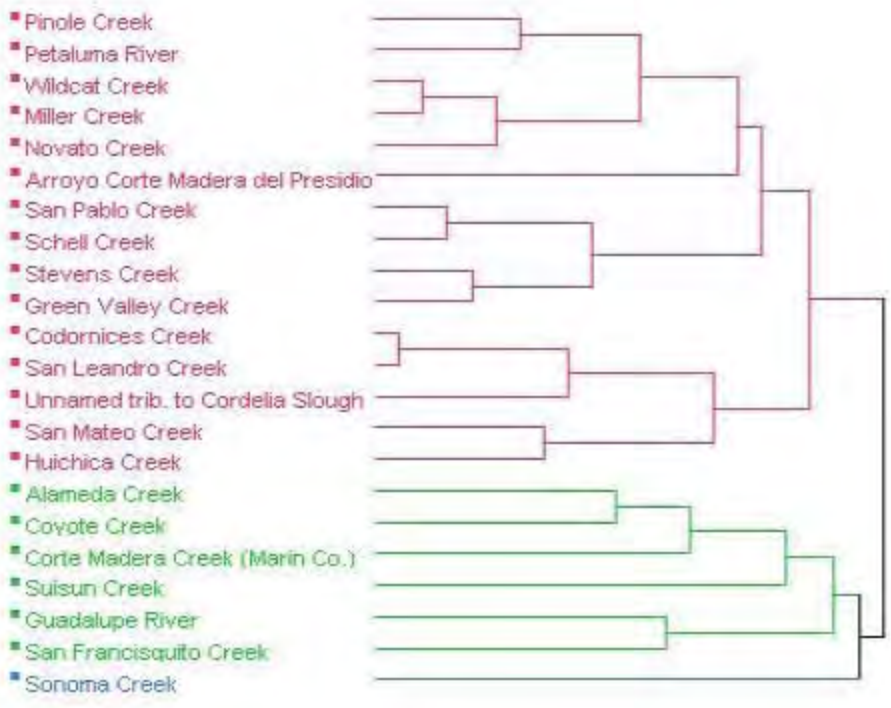 Pinole Creek
Petaluma River
Wildcat Creek
Miller Creek
Novato Creek
Arroyo Corte Madera del Presidio
San Pablo Creek
Schell Creek
Stevens Creek
Green Valley Creek
Codornices Creek
San Leandro Creek
Unnamed trib. to Cordelia Slough
San Mateo Creek
Huichica Creek
Alameda Creek
Coyote Creek
Corte Madera Creek (Marin Co.)
Suisun Creek
Guadalupe River
San Francisquito Creek
Sonoma Creek